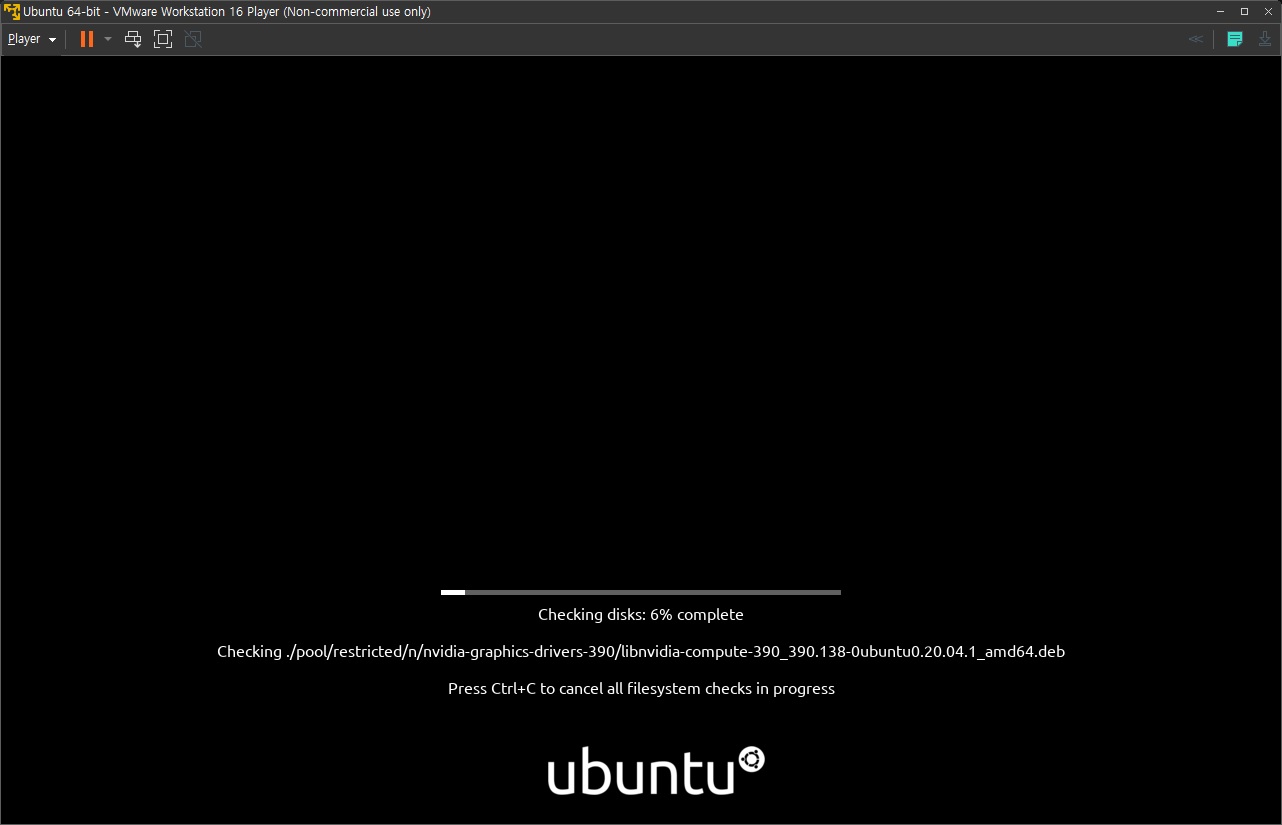 Ubuntu 64-bit - VMware Workstation 16 Player (Non-commercial use only)
Player
Checking disks: 6% complete
Checking ./pool/restricted/n/nvidia-graphics-drivers-390/libnvidia-compute-390_390.138-0ubuntu0.20.04.1_amd64.deb
Press Ctrl+C to cancel all filesystem checks in progress
ubuntu